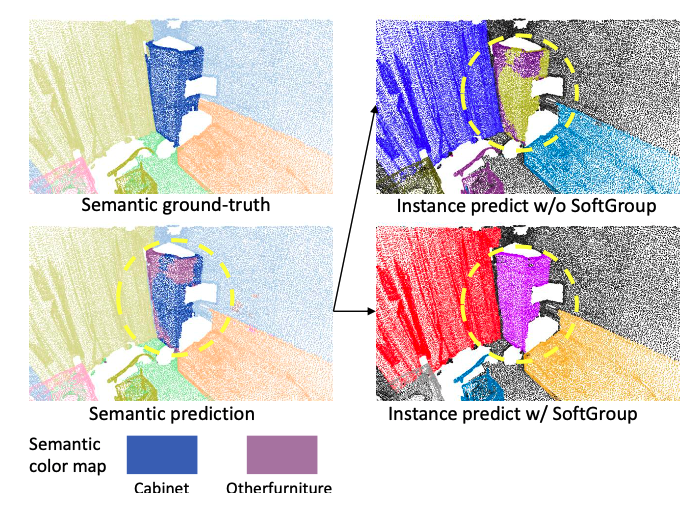 Semantic ground-truth
Instance predict w/o SoftGroup
Semantic prediction
Instance predict w/ SoftGroup
Semantic
color map
Cabinet
Otherfurniture